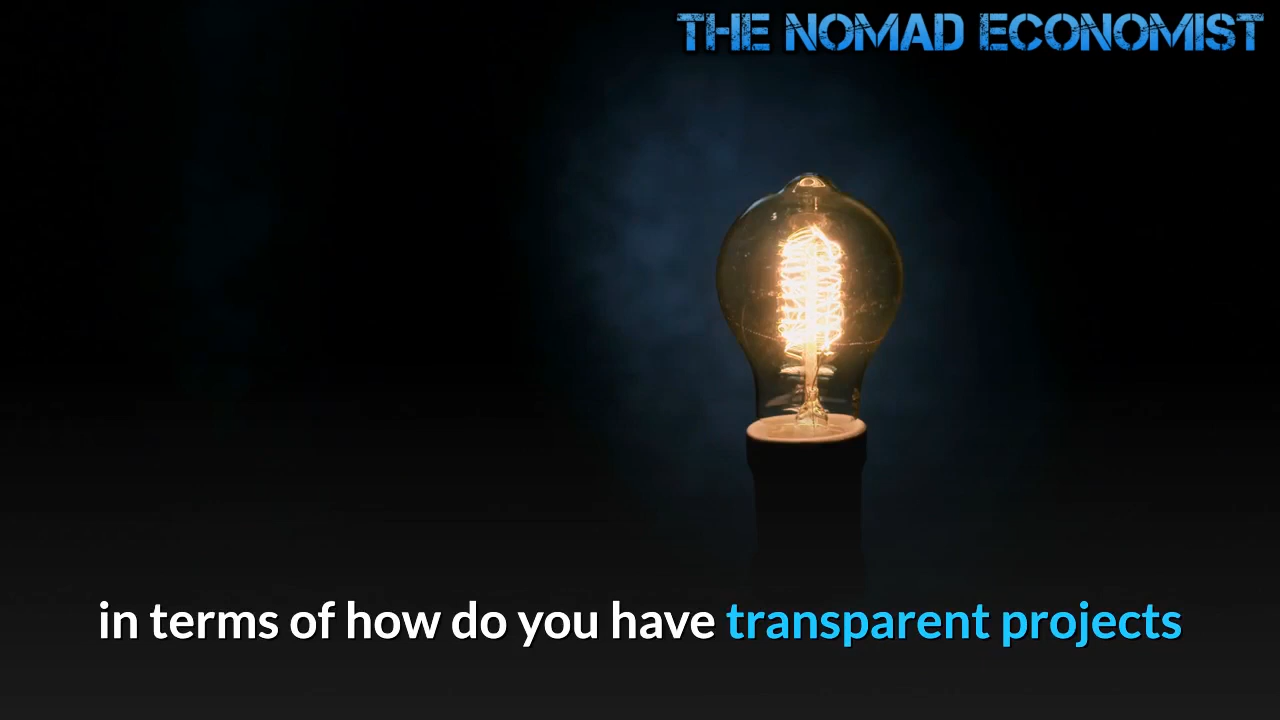 THE NOMAD ECONOMIST
in terms of how do you have transparent projects